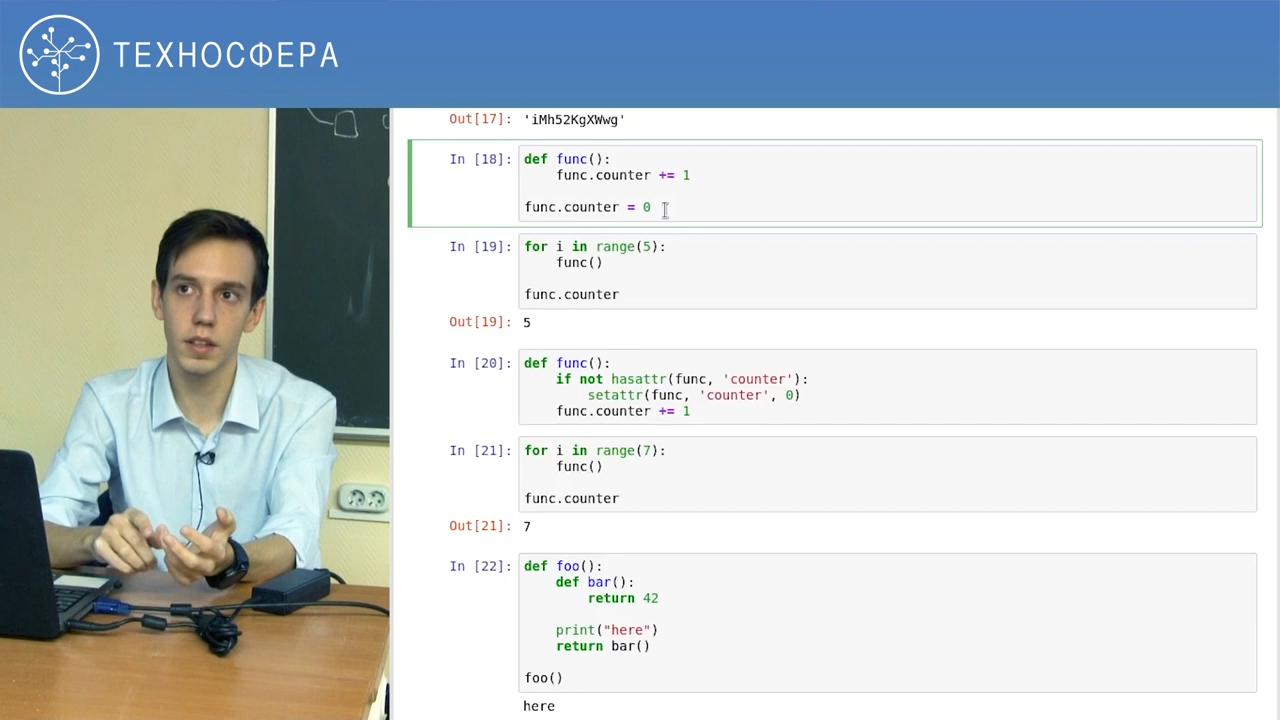 ТЕХНОСФЕРА
Out[17]: 'iMh52KgXWwg'
In [18]: def func():
    func.counter += 1
func.counter = 0
In [19]: for i in range(5):
    func()
func.counter
Out[19]: 5
In [20]: def func():
    if not hasattr(func, 'counter'):
        setattr(func, 'counter', 0)
    func.counter += 1
In [21]: for i in range(7):
    func()
func.counter
Out[21]: 7
In [22]: def foo():
    def bar():
        return 42
    print("here")
    return bar()
foo()
here